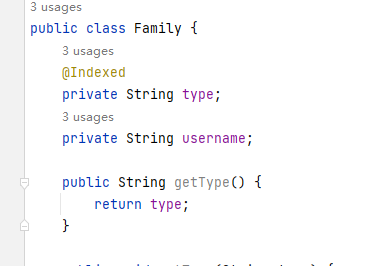 3 usages
public class Family {
3 usages
@Indexed
private String type;
3 usages
private String username;
public String getType() {
return type;
}